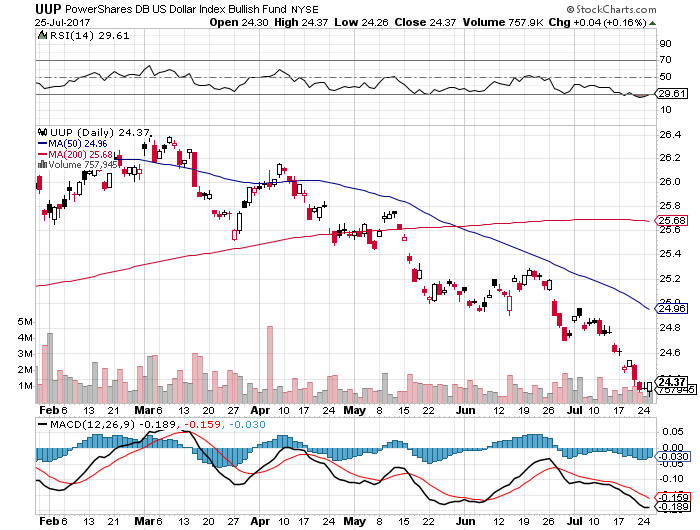 UUP PowerShares DB US Dollar Index Bullish Fund NYSE © StockCharts.com
25-Jul-2017 Open 24.30 High 24.37 Low 24.26 Close 24.37 Volume 757.9K Chg +0.04 (+0.16%)
RSI(14) 29.61
90
70
50
29.61
10
UUP (Daily) 24.37
MA(50) 24.96
MA(200) 25.68
Volume 757,945
26.4
26.2
26.0
25.8
25.68
25.6
25.4
25.2
25.0
24.96
24.8
24.6
24.37
757945
5M
4M
3M
2M
1M
Feb 6 13 21 27 Mar 6 13 20 27 Apr 10 17 24 May 8 15 22 Jun 12 19 26 Jul 10 17 24
MACD(12,26,9) -0.189, -0.159, -0.030
0.05
0.00
-0.030
-0.05
-0.10
-0.159
-0.189
Feb 6 13 21 27 Mar 6 13 20 27 Apr 10 17 24 May 8 15 22 Jun 12 19 26 Jul 10 17 24